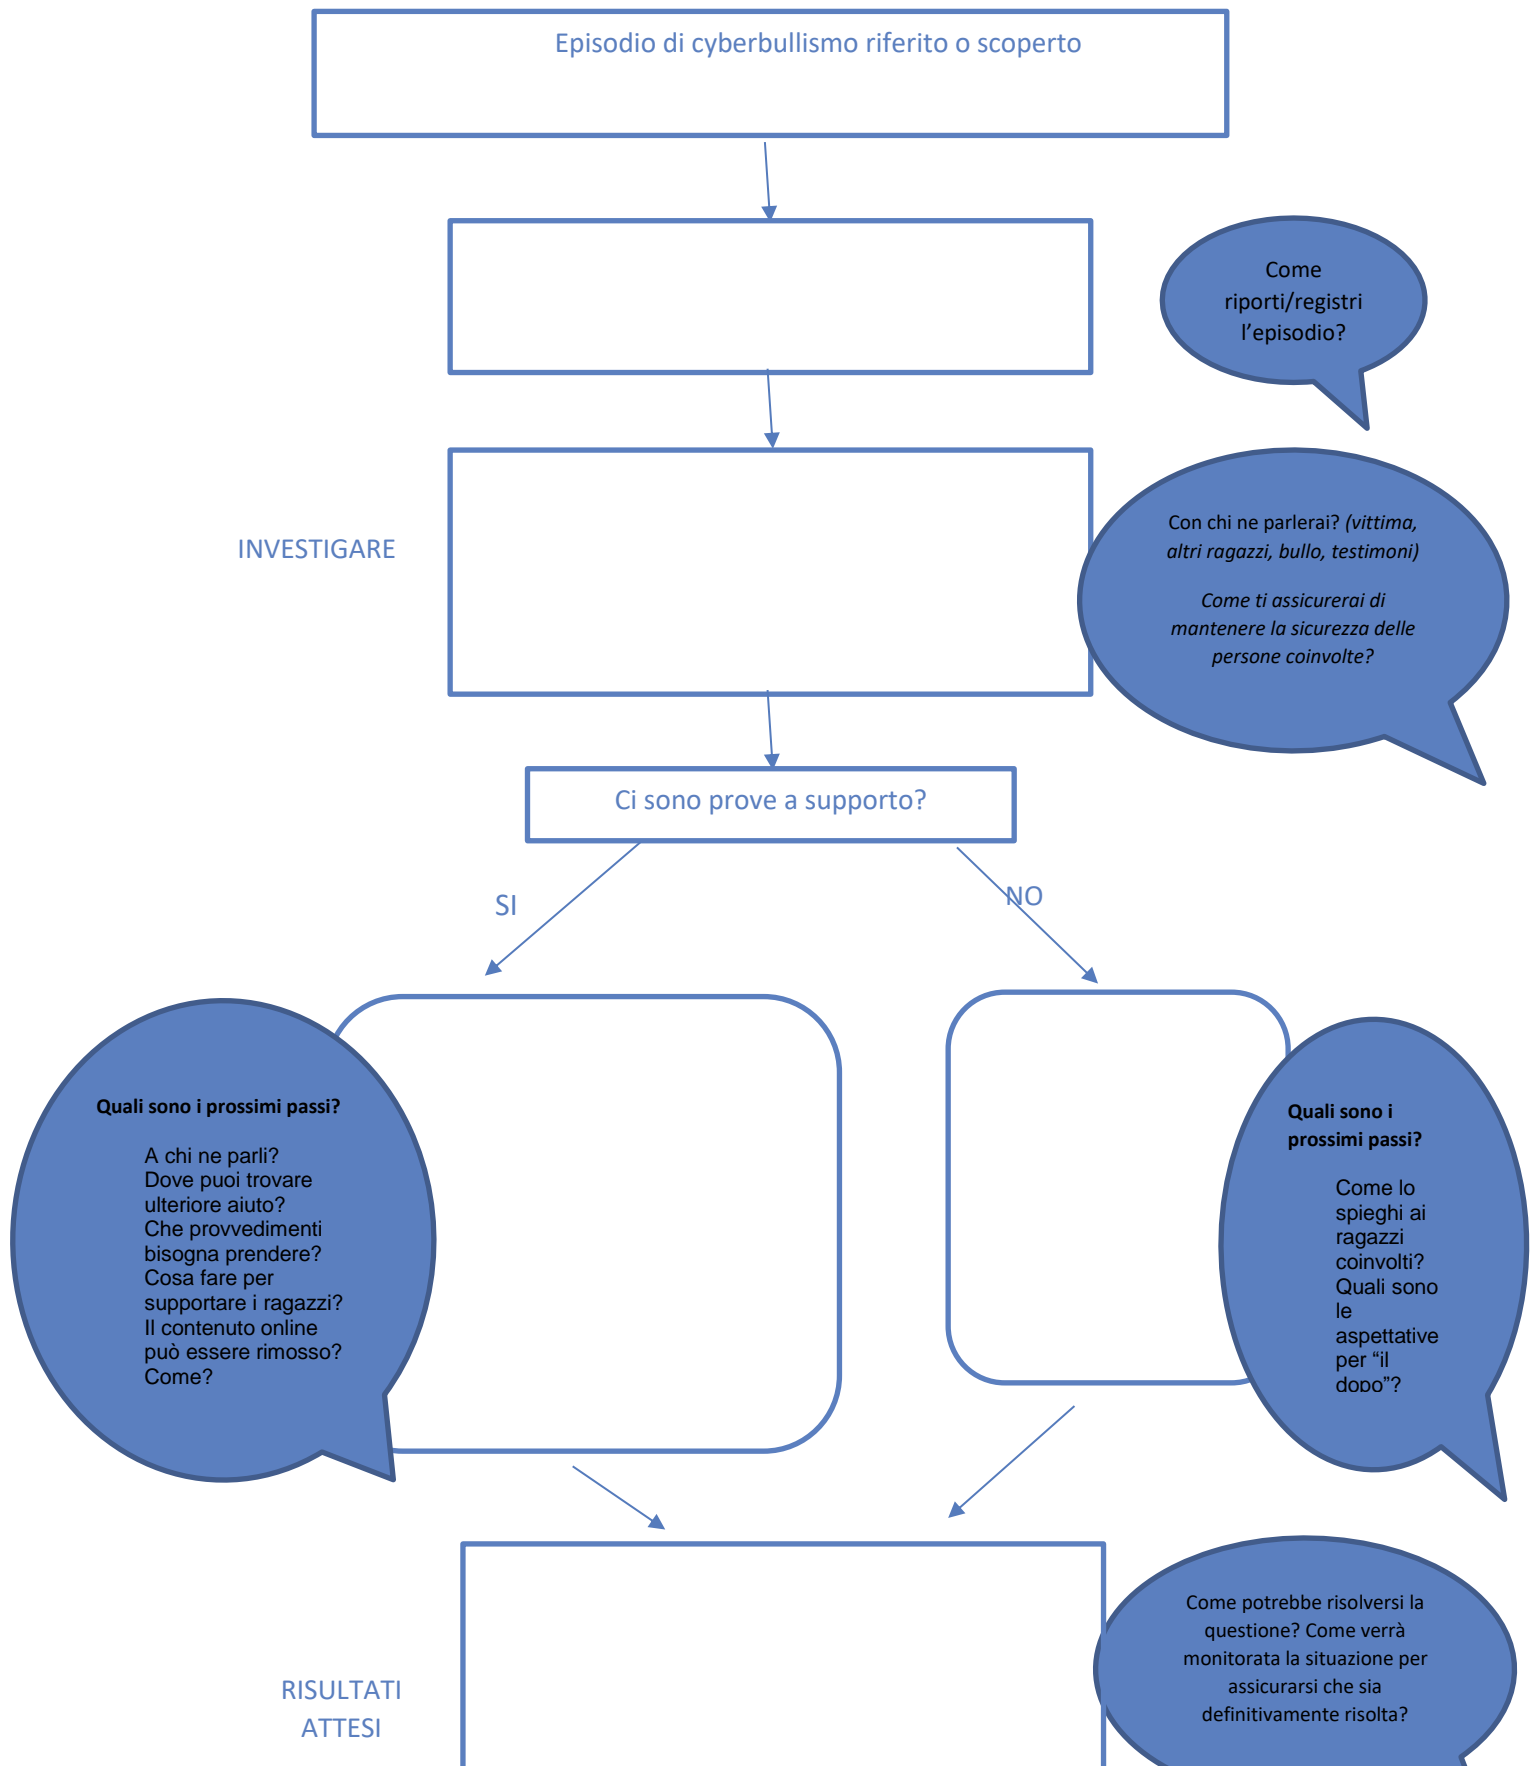 Episodio di cyberbullismo riferito o scoperto
Come
riporti/registri
l’episodio?
INVESTIGARE
Con chi ne parlerai? (vittima,
altri ragazzi, bullo, testimoni)
Come ti assicurerai di
mantenere la sicurezza delle
persone coinvolte?
Ci sono prove a supporto?
SI
NO
Quali sono i prossimi passi?
A chi ne parli?
Dove puoi trovare
ulteriore aiuto?
Che provvedimenti
bisogna prendere?
Cosa fare per
supportare i ragazzi?
Il contenuto online
può essere rimosso?
Come?
Quali sono i
prossimi passi?
Come lo
spieghi ai
ragazzi
coinvolti?
Quali sono
le
aspettative
per “il
dopo”?
Come potrebbe risolversi la
questione? Come verrà
monitorata la situazione per
assicurarsi che sia
definitivamente risolta?
RISULTATI
ATTESI